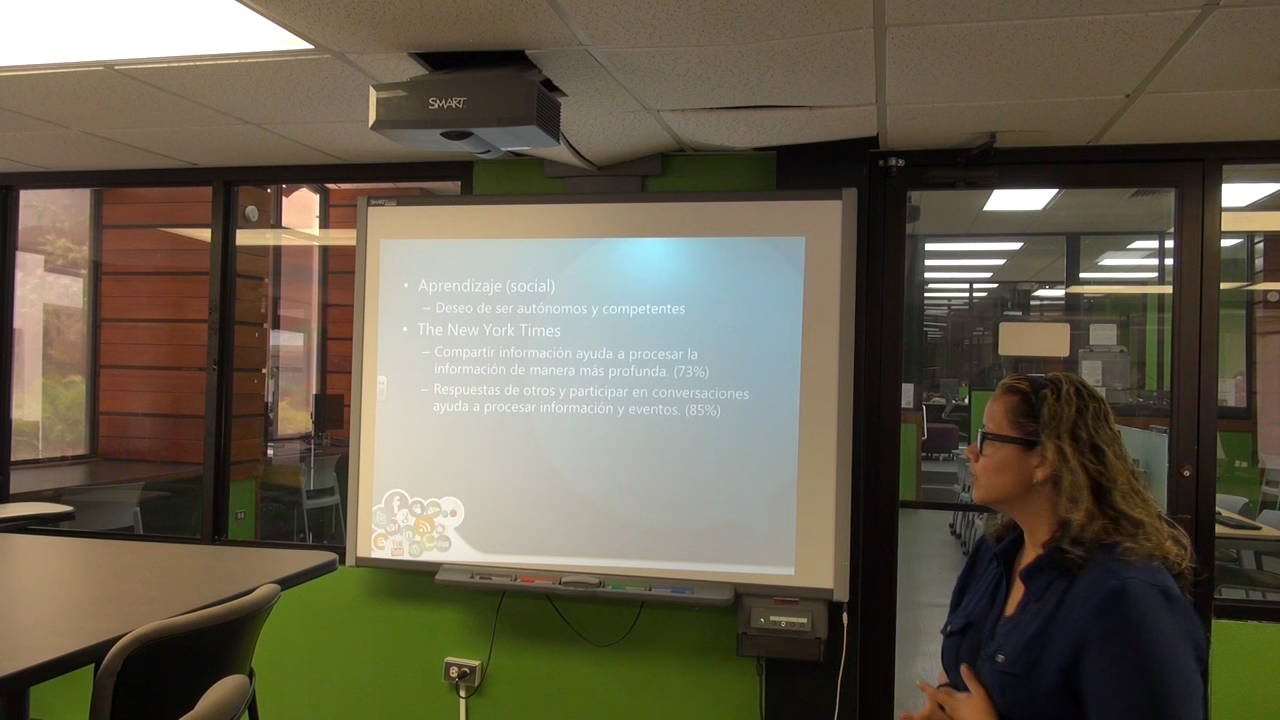 SMART
SMART
• Aprendizaje (social)
– Deseo de ser autónomos y competentes
• The New York Times
– Compartir información ayuda a procesar la
información de manera más profunda. (73%)
– Respuestas de otros y participar en conversaciones
ayuda a procesar información y eventos. (85%)